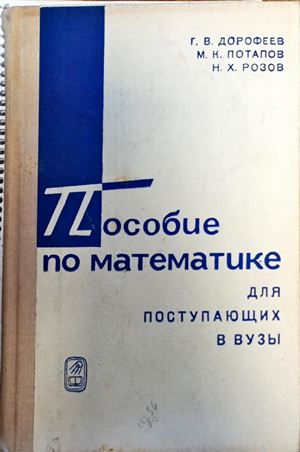 Г. В. ДОРОФЕЕВ
М. К. ПОТАПОВ
Н. Х. РОЗОВ
Пособие
по математике
ДЛЯ
ПОСТУПАЮЩИХ
В ВУЗЫ